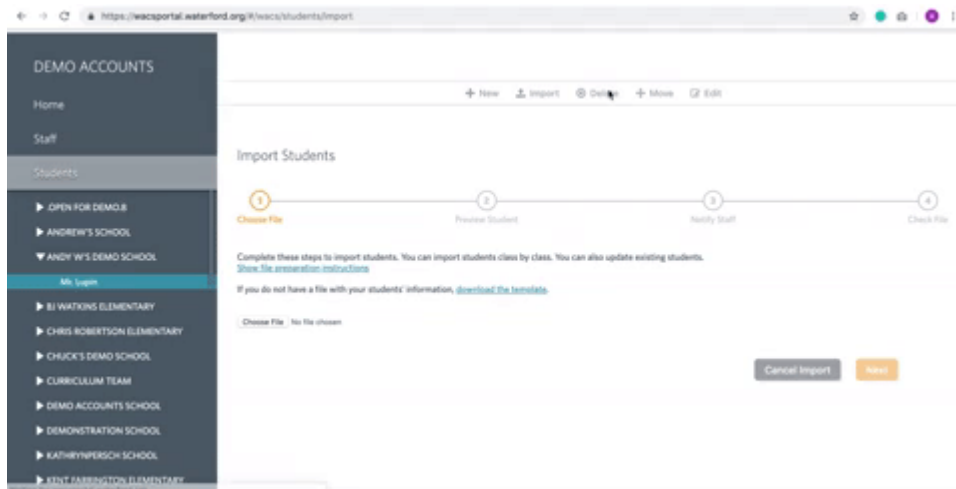 https://wacsportal.waterford.org/#/wacs/students/import
DEMO ACCOUNTS
Home
Staff
Students
.OPEN FOR DEMO.8
ANDREW'S SCHOOL
ANDY W'S DEMO SCHOOL
Mr. Lupin
BJ WATKINS ELEMENTARY
CHRIS ROBERTSON ELEMENTARY
CHUCK'S DEMO SCHOOL
CURRICULUM TEAM
DEMO ACCOUNTS SCHOOL
DEMONSTRATION SCHOOL
KATHRYNPERSCH SCHOOL
KENT FARRINGTON ELEMENTARY
New Import Delete Move Edit
Import Students
1 2 3 4
Choose File Preview Student Notify Staff Check File
Complete these steps to import students. You can import students class by class. You can also update existing students.
Show file preparation instructions
If you do not have a file with your students' information, download the template.
Choose File No file chosen
Cancel Import Next